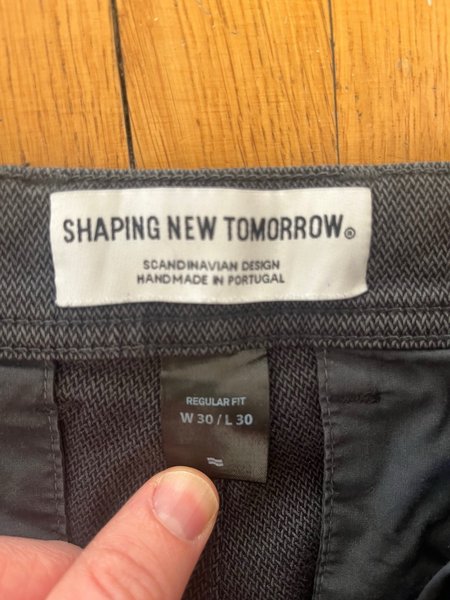 SHAPING NEW TOMORROW®
SCANDINAVIAN DESIGN
HANDMADE IN PORTUGAL
REGULAR FIT
W 30 / L 30